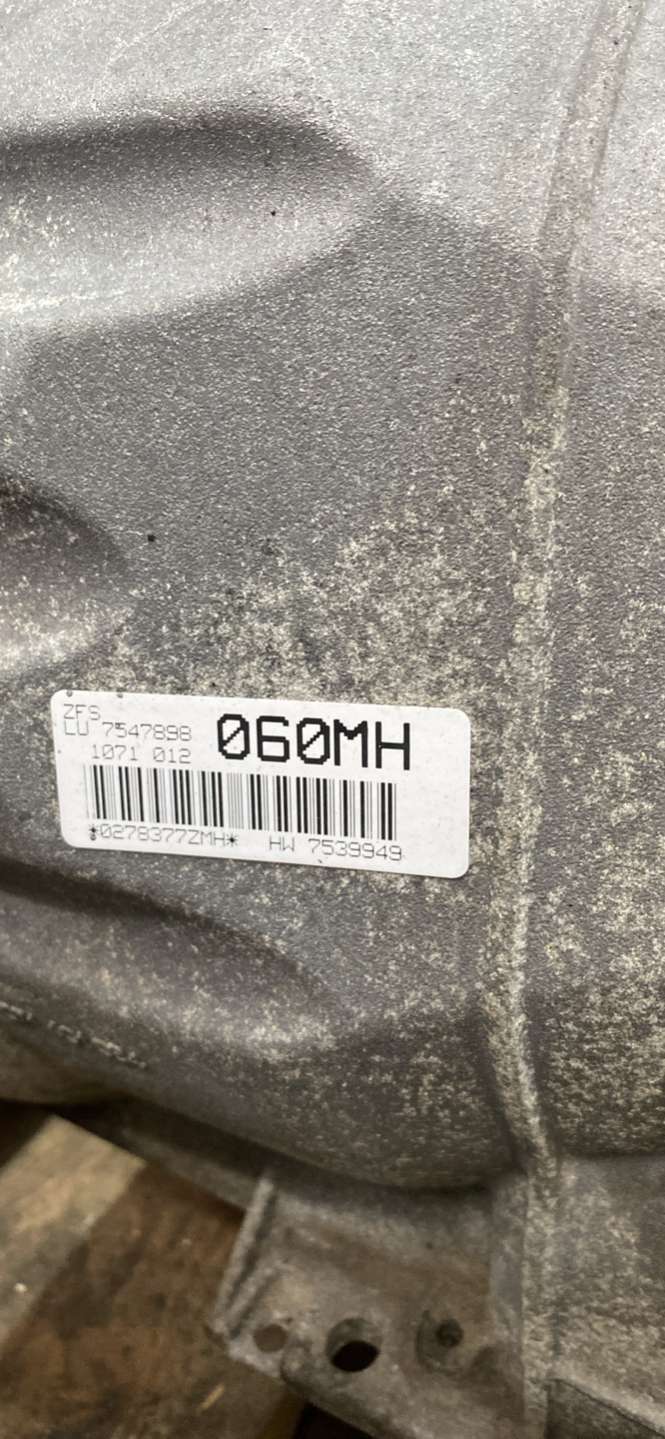 ZFS
LU 7547898 060MH
1071 012
*0278377ZMH* HW 7539949